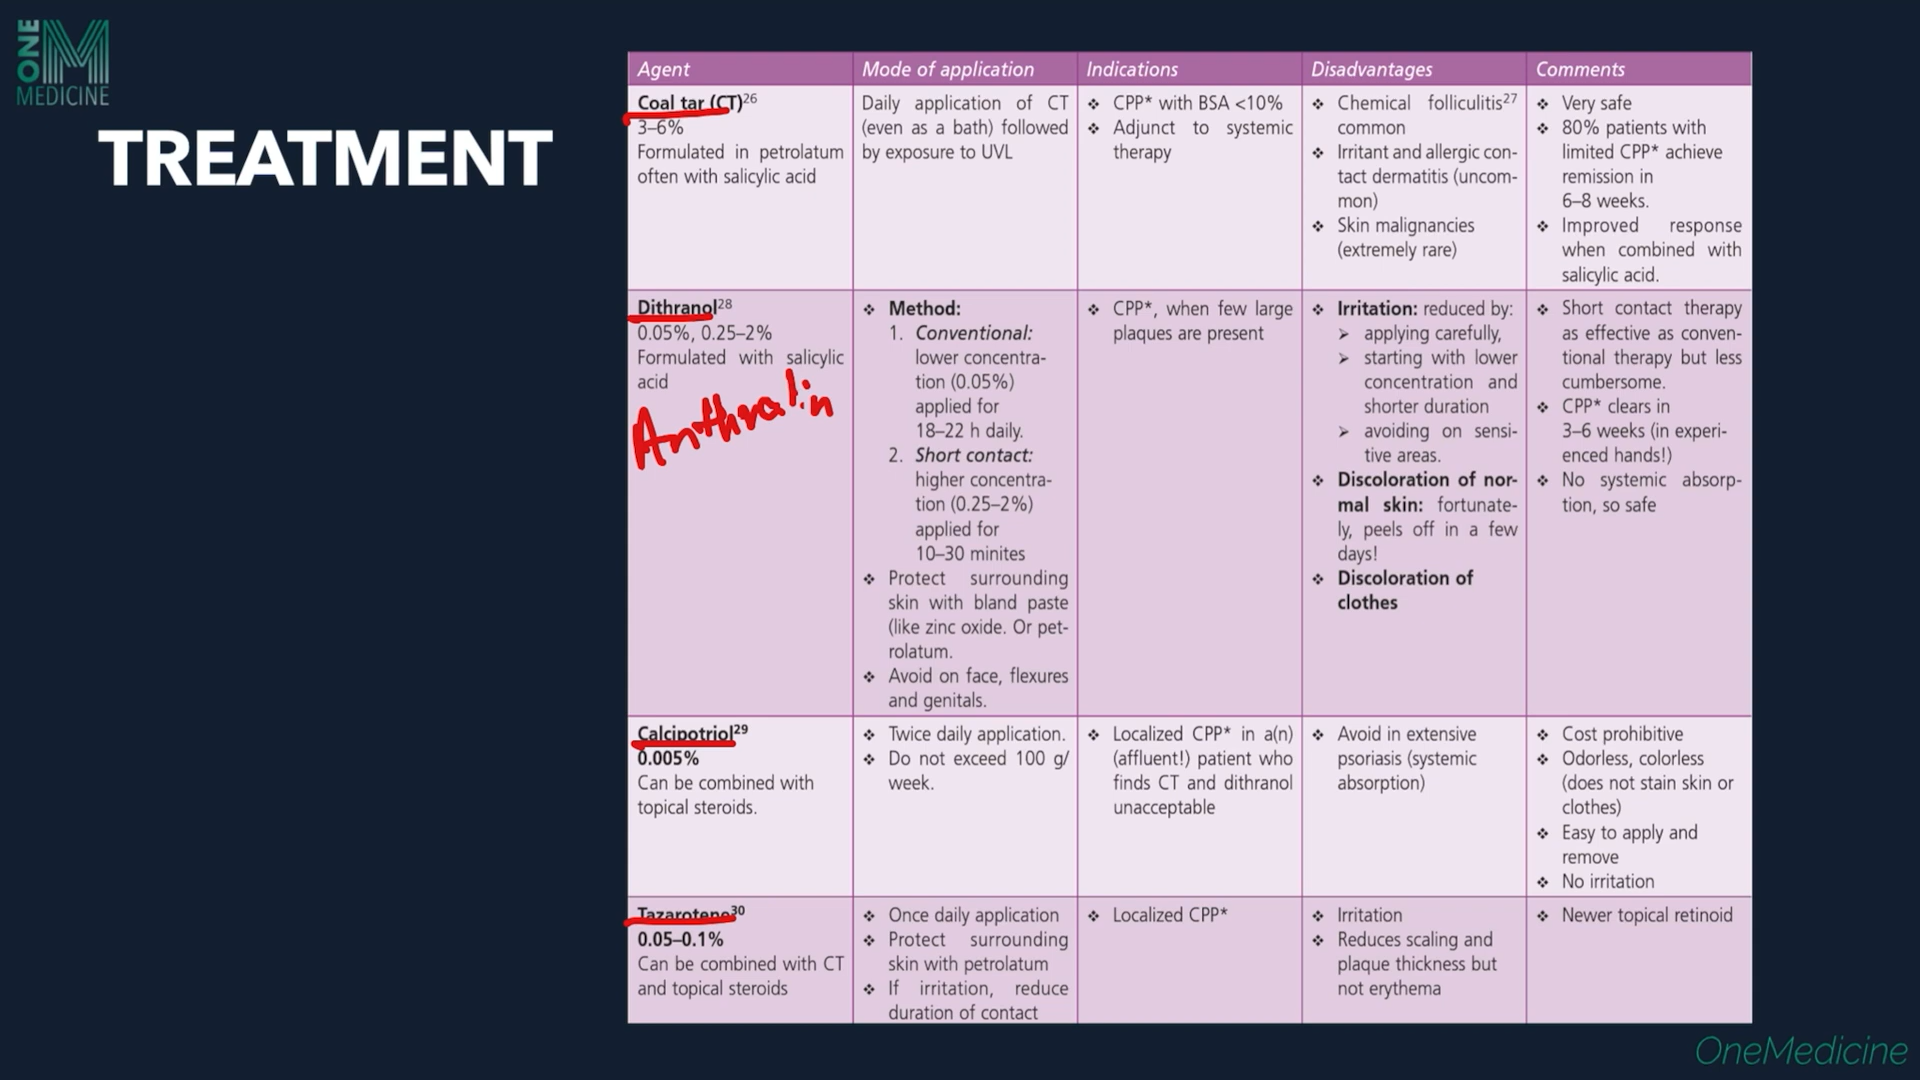 ONE
MEDICINE
TREATMENT
Agent
Mode of application
Indications
Disadvantages
Comments
Coal tar (CT)26
3–6%
Formulated in petrolatum
often with salicylic acid
Daily application of CT
(even as a bath) followed
by exposure to UVL
❖ CPP* with BSA <10%
❖ Adjunct to systemic
therapy
❖ Chemical folliculitis27
common
❖ Irritant and allergic con-
tact dermatitis (uncom-
mon)
❖ Skin malignancies
(extremely rare)
❖ Very safe
❖ 80% patients with
limited CPP* achieve
remission in
6–8 weeks.
❖ Improved response
when combined with
salicylic acid.
Dithranol28
0.05%, 0.25–2%
Formulated with salicylic
acid
Anthralin
❖ Method:
1. Conventional:
lower concentra-
tion (0.05%)
applied for
18–22 h daily.
2. Short contact:
higher concentra-
tion (0.25–2%)
applied for
10–30 minites
❖ Protect surrounding
skin with bland paste
(like zinc oxide. Or pet-
rolatum.
❖ Avoid on face, flexures
and genitals.
❖ CPP*, when few large
plaques are present
❖ Irritation: reduced by:
➢ applying carefully,
➢ starting with lower
concentration and
shorter duration
➢ avoiding on sensi-
tive areas.
❖ Discoloration of nor-
mal skin: fortunate-
ly, peels off in a few
days!
❖ Discoloration of
clothes
❖ Short contact therapy
as effective as conven-
tional therapy but less
cumbersome.
❖ CPP* clears in
3–6 weeks (in experi-
enced hands!)
❖ No systemic absorp-
tion, so safe
Calcipotriol29
0.005%
Can be combined with
topical steroids.
❖ Twice daily application.
❖ Do not exceed 100 g/
week.
❖ Localized CPP* in a(n)
(affluent!) patient who
finds CT and dithranol
unacceptable
❖ Avoid in extensive
psoriasis (systemic
absorption)
❖ Cost prohibitive
❖ Odorless, colorless
(does not stain skin or
clothes)
❖ Easy to apply and
remove
❖ No irritation
Tazarotene30
0.05–0.1%
Can be combined with CT
and topical steroids
❖ Once daily application
❖ Protect surrounding
skin with petrolatum
❖ If irritation, reduce
duration of contact
❖ Localized CPP*
❖ Irritation
❖ Reduces scaling and
plaque thickness but
not erythema
❖ Newer topical retinoid
OneMedicine